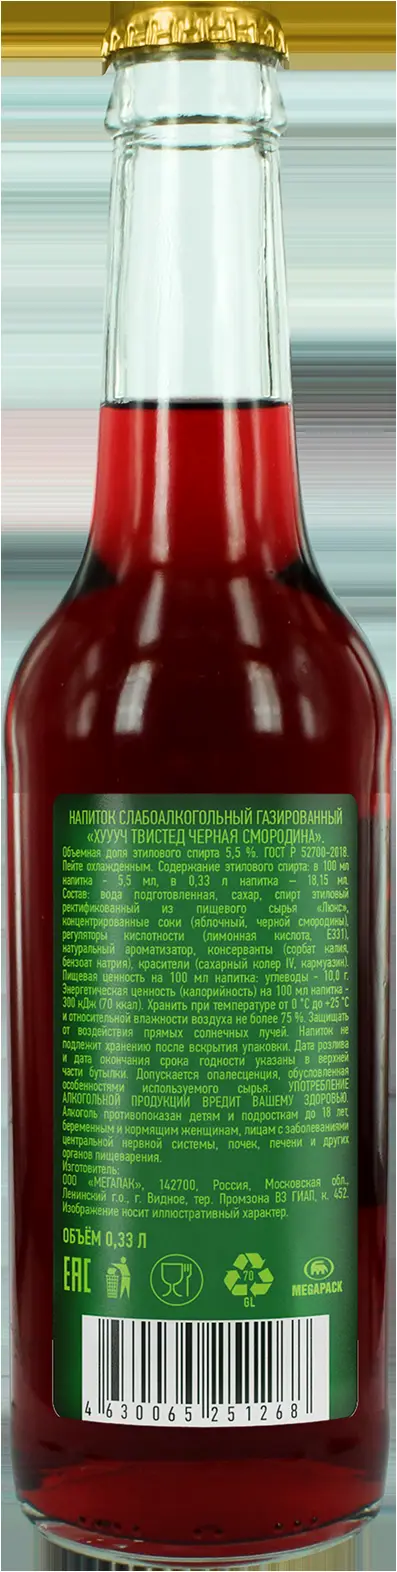 НАПИТОК СЛАБОАЛКОГОЛЬНЫЙ ГАЗИРОВАННЫЙ
«ХУУУЧ ТВИСТЕД ЧЕРНАЯ СМОРОДИНА».
Объемная доля этилового спирта 5,5 %. ГОСТ Р 52700-2018.
Пейте охлажденным. Содержание этилового спирта: в 100 мл
напитка - 5,5 мл, в 0,33 л напитка – 18,15 мл.
Состав: вода подготовленная, сахар, спирт этиловый
ректификованный из пищевого сырья «Люкс»,
концентрированные соки (яблочный, черной смородины),
регуляторы кислотности (лимонная кислота, Е331),
натуральный ароматизатор, консерванты (сорбат калия,
бензоат натрия), красители (сахарный колер IV, кармуазин).
Пищевая ценность на 100 мл напитка: углеводы - 10,0 г.
Энергетическая ценность (калорийность) на 100 мл напитка -
300 кДж (70 ккал). Хранить при температуре от 0 °С до +25 °С
и относительной влажности воздуха не более 75 %. Защищать
от воздействия прямых солнечных лучей. Напиток не
подлежит хранению после вскрытия упаковки. Дата розлива
и дата окончания срока годности указаны в верхней
части бутылки. Допускается опалесценция, обусловленная
особенностями используемого сырья. УПОТРЕБЛЕНИЕ
АЛКОГОЛЬНОЙ ПРОДУКЦИИ ВРЕДИТ ВАШЕМУ ЗДОРОВЬЮ.
Алкоголь противопоказан детям и подросткам до 18 лет,
беременным и кормящим женщинам, лицам с заболеваниями
центральной нервной системы, почек, печени и других
органов пищеварения.
Изготовитель:
ООО «МЕГАПАК», 142700, Россия, Московская обл.,
Ленинский г.о., г. Видное, тер. Промзона ВЗ ГИАП, к. 452.
Изображение носит иллюстративный характер.
ОБЪЁМ 0,33 Л
EAC
70
GL
MEGAPACK
4 630065 251268